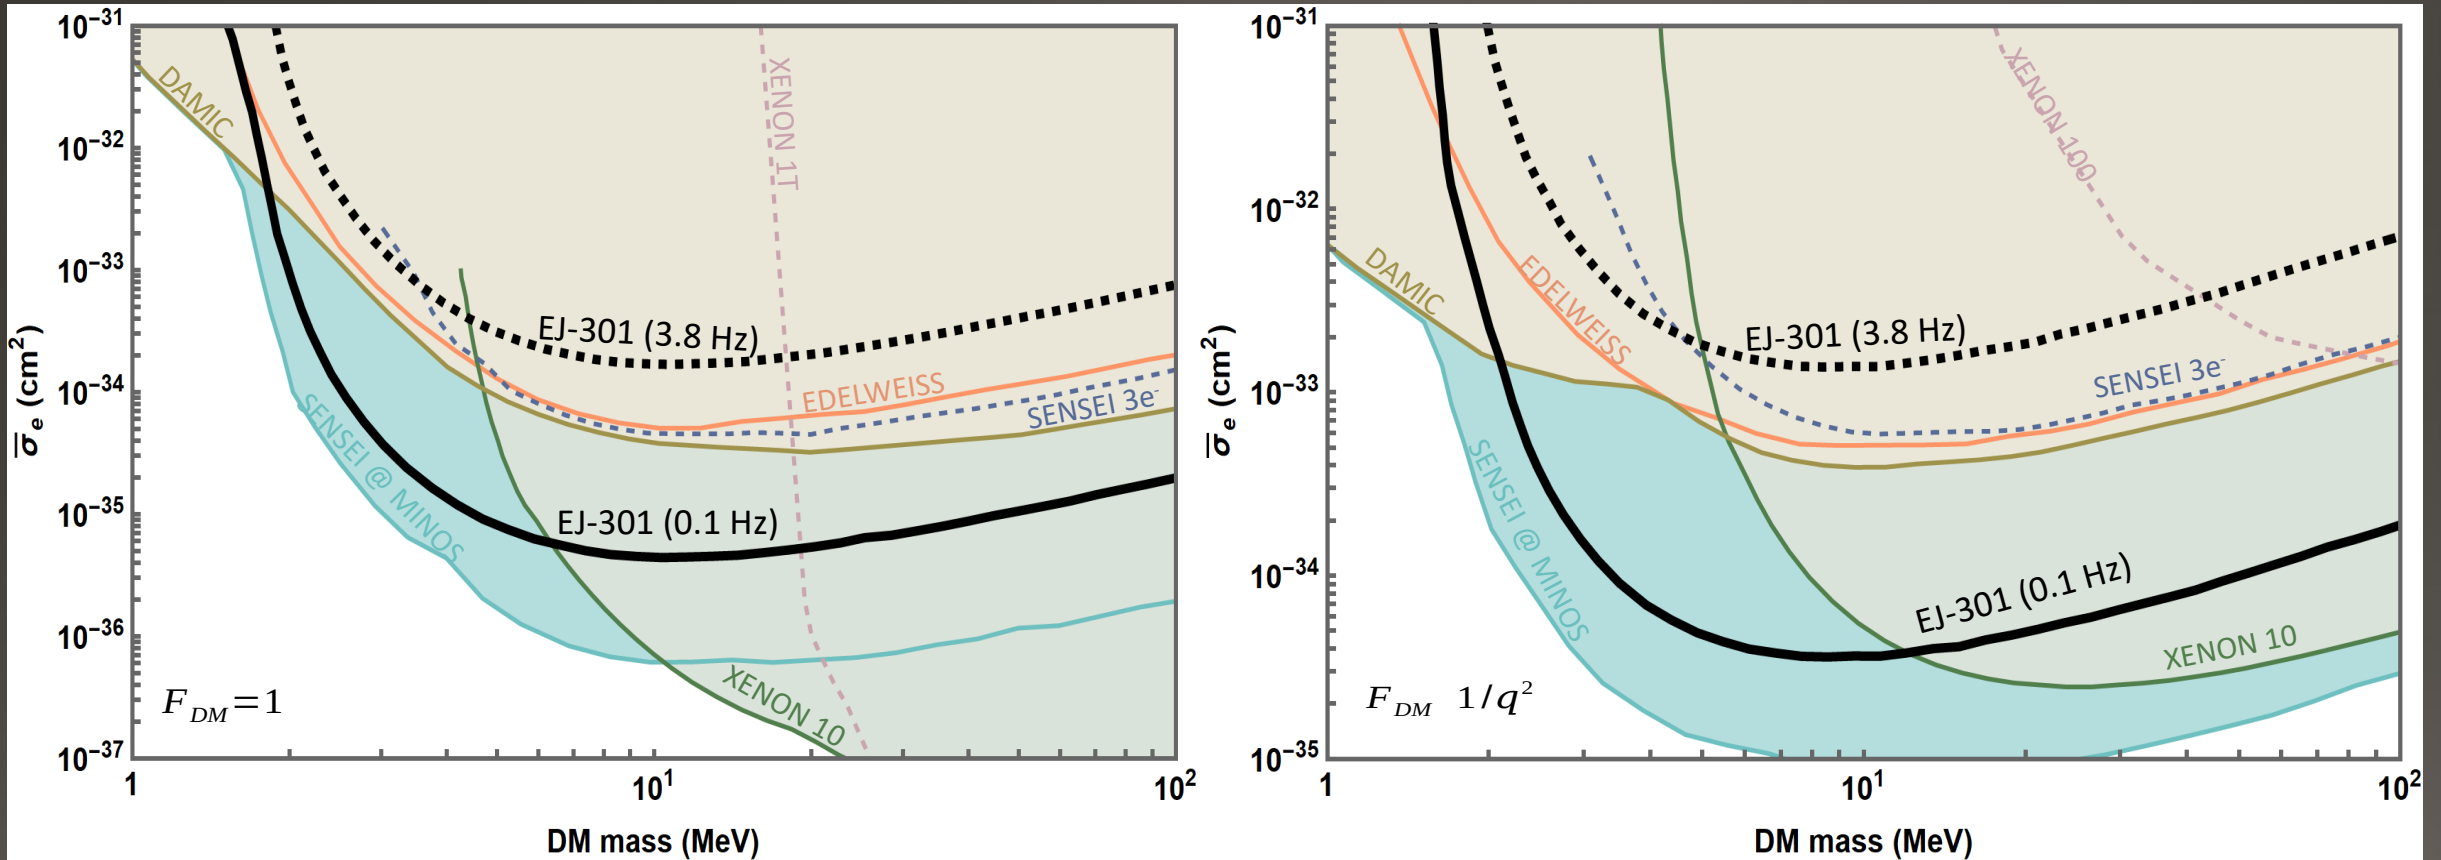 10⁻³¹
10⁻³²
10⁻³³
10⁻³⁴
10⁻³⁵
10⁻³⁶
10⁻³⁷
σ̅ e (cm²)
DAMIC
XENON 1T
EJ-301 (3.8 Hz)
EDELWEISS
SENSEI 3e⁻
SENSEI @ MINOS
EJ-301 (0.1 Hz)
XENON 10
F DM =1
1
10¹
10²
DM mass (MeV)
10⁻³¹
10⁻³²
10⁻³³
10⁻³⁴
10⁻³⁵
σ̅ e (cm²)
XENON 100
DAMIC
EDELWEISS
EJ-301 (3.8 Hz)
SENSEI 3e⁻
SENSEI @ MINOS
EJ-301 (0.1 Hz)
XENON 10
F DM 1/q²
1
10¹
10²
DM mass (MeV)